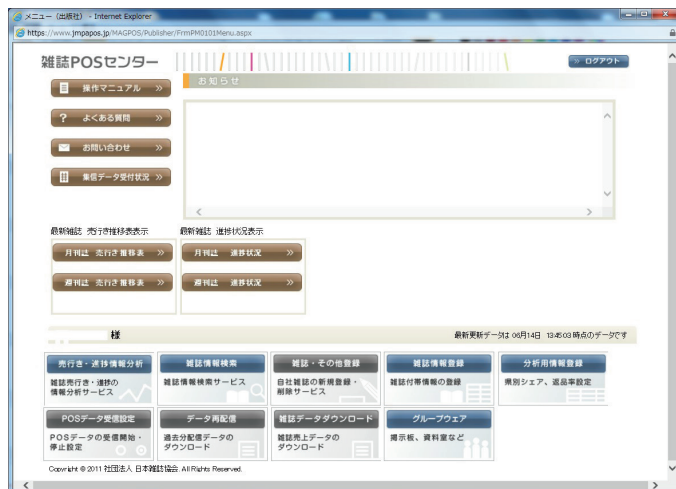 メニュー (出版社) - Internet Explorer
https://www.jmpapos.jp/MAGPOS/Publisher/FrmPM0101Menu.aspx
雑誌POSセンター
ログアウト
操作マニュアル
お知らせ
よくある質問
お問い合わせ
集信データ受付状況
最新雑誌 売行き推移表表示
最新雑誌 進捗状況表示
月刊誌 売行き推移表
月刊誌 進捗状況
週刊誌 売行き推移表
週刊誌 進捗状況
様
最新更新データは 06月14日 13:45:03 時点のデータです
売行き・進捗情報分析
雑誌情報検索
雑誌・その他登録
雑誌情報登録
分析用情報登録
雑誌売行き・進捗の
情報分析サービス
雑誌情報検索サービス
自社雑誌の新規登録・
削除サービス
雑誌付帯情報の登録
県別シェア、返品率設定
POSデータ受信設定
データ再配信
雑誌データダウンロード
グループウェア
POSデータの受信開始・
停止設定
過去分配信データの
ダウンロード
雑誌売上データの
ダウンロード
掲示板、資料室など
Copyright © 2011 社団法人 日本雑誌協会. All Rights Reserved.